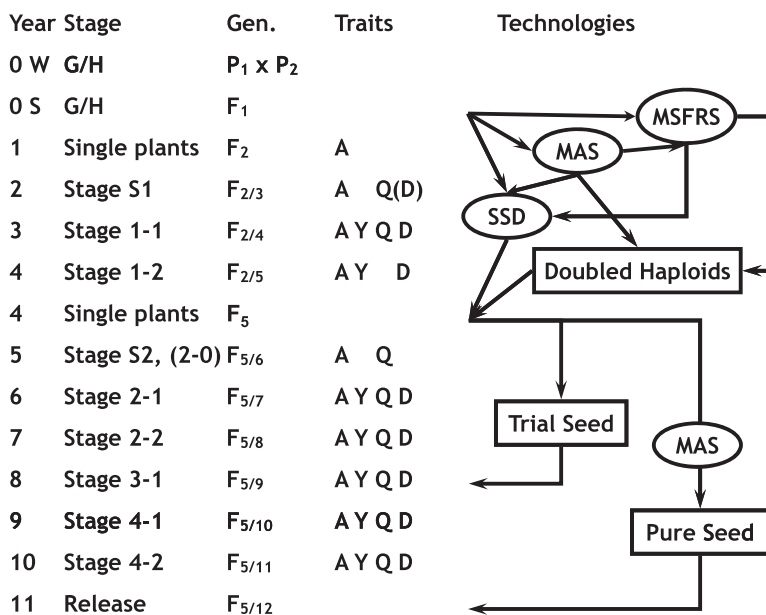 Year Stage Gen. Traits Technologies
0 W G/H P1 x P2
0 S G/H F1
MSFRS
1 Single plants F2 A
MAS
2 Stage S1 F2/3 A Q(D)
SSD
3 Stage 1-1 F2/4 A Y Q D
4 Stage 1-2 F2/5 A Y D
Doubled Haploids
4 Single plants F5
5 Stage S2, (2-0) F5/6 A Q
6 Stage 2-1 F5/7 A Y Q D
Trial Seed
7 Stage 2-2 F5/8 A Y Q D
MAS
8 Stage 3-1 F5/9 A Y Q D
9 Stage 4-1 F5/10 A Y Q D
Pure Seed
10 Stage 4-2 F5/11 A Y Q D
11 Release F5/12